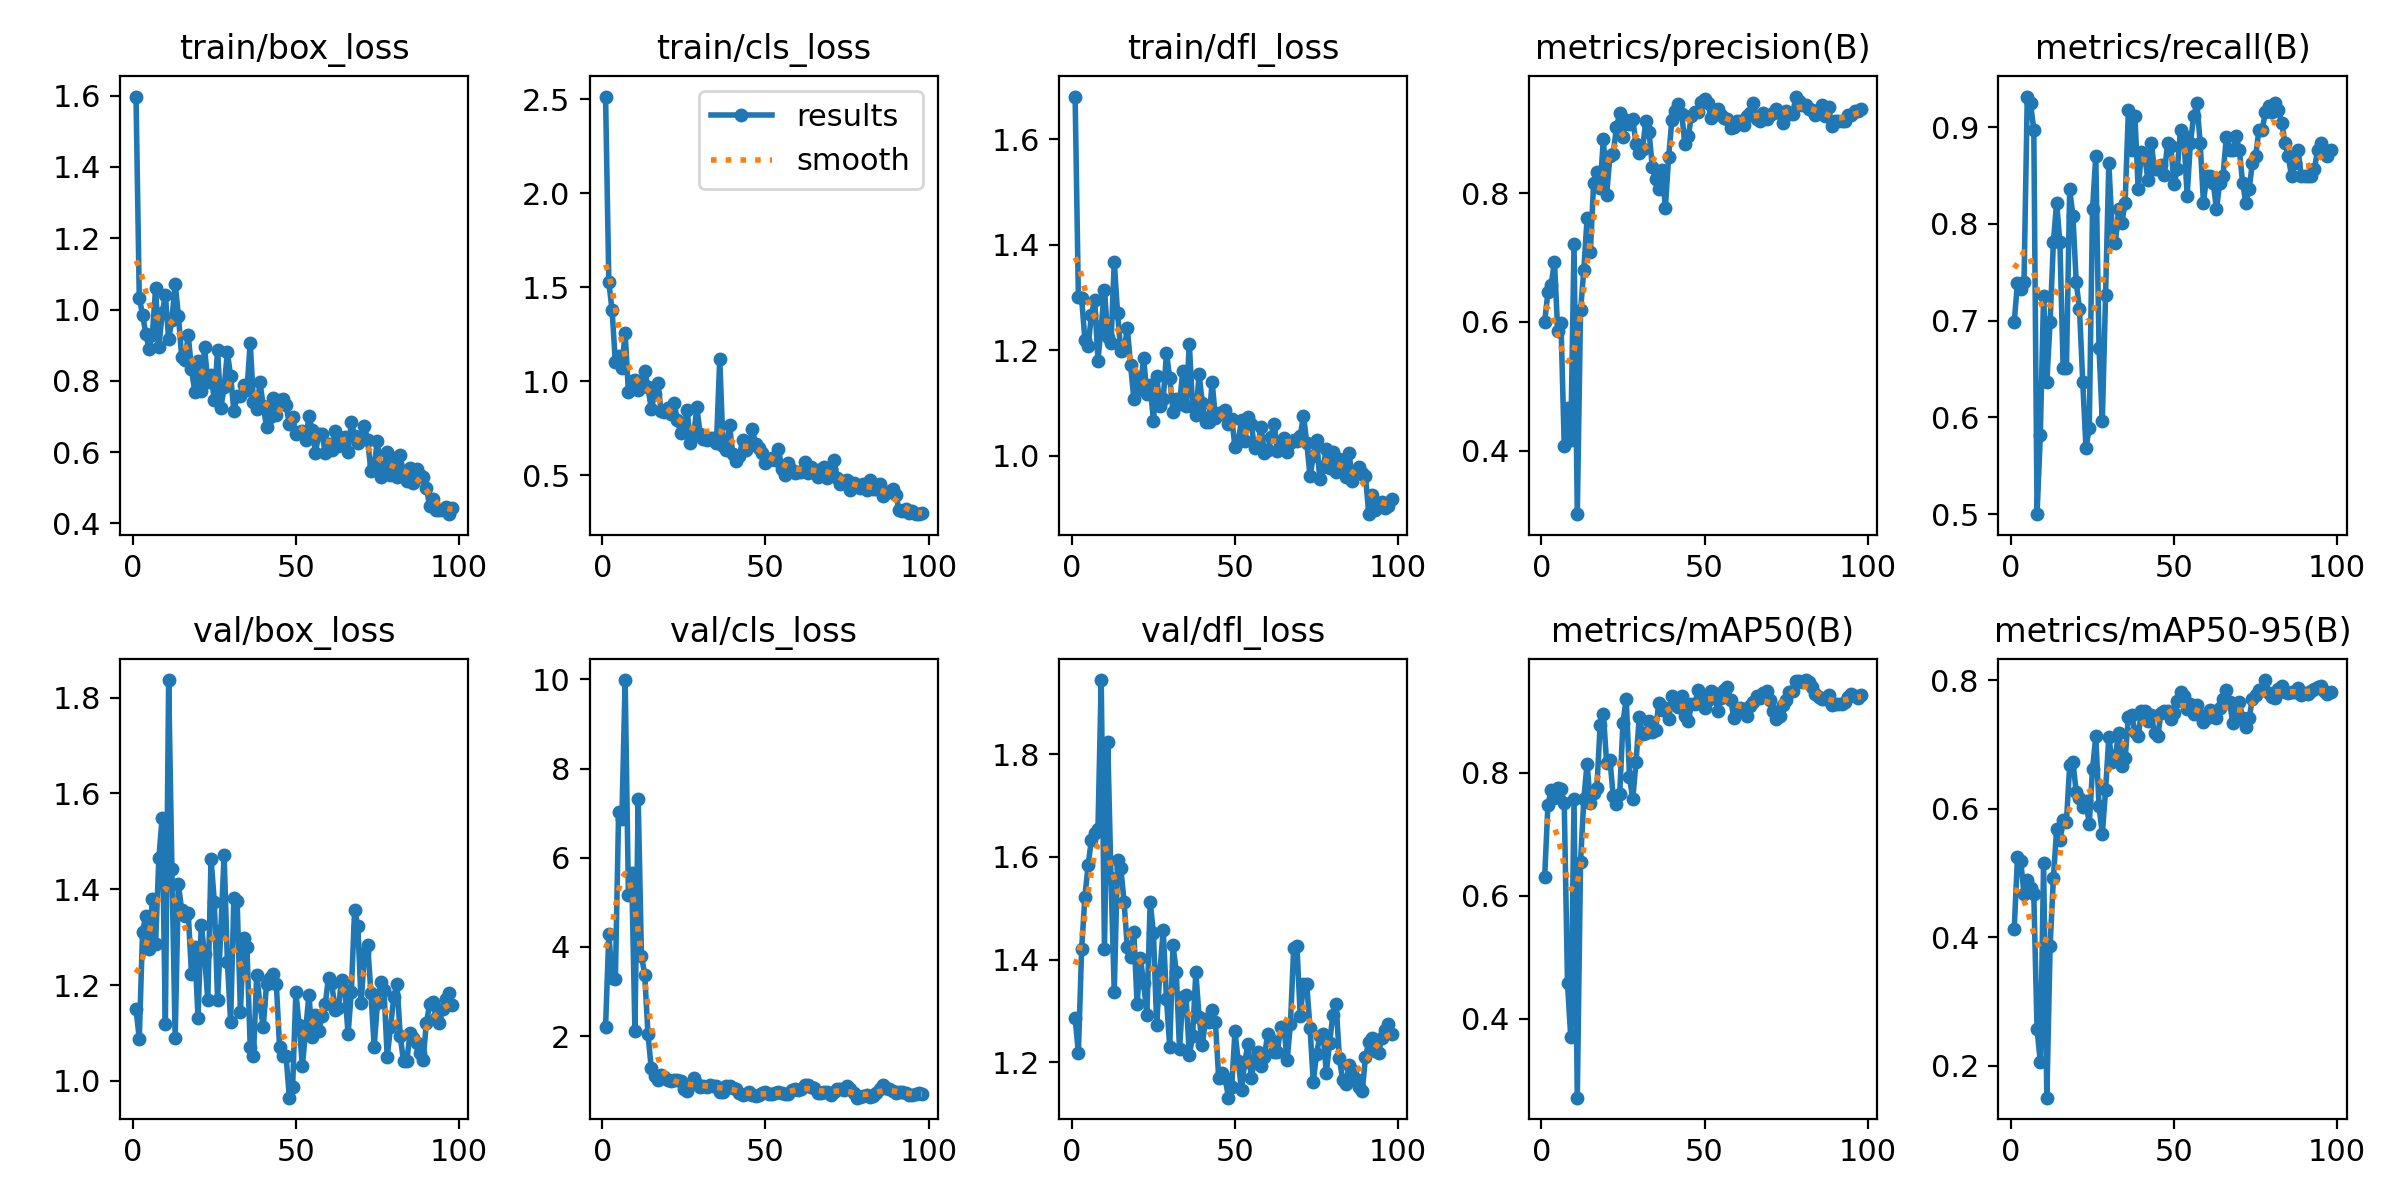 train/box_loss
1.6
1.4
1.2
1.0
0.8
0.6
0.4
0 50 100
train/cls_loss
results
smooth
2.5
2.0
1.5
1.0
0.5
0 50 100
train/dfl_loss
1.6
1.4
1.2
1.0
0 50 100
metrics/precision(B)
0.8
0.6
0.4
0 50 100
metrics/recall(B)
0.9
0.8
0.7
0.6
0.5
0 50 100
val/box_loss
1.8
1.6
1.4
1.2
1.0
0 50 100
val/cls_loss
10
8
6
4
2
0 50 100
val/dfl_loss
1.8
1.6
1.4
1.2
0 50 100
metrics/mAP50(B)
0.8
0.6
0.4
0 50 100
metrics/mAP50-95(B)
0.8
0.6
0.4
0.2
0 50 100